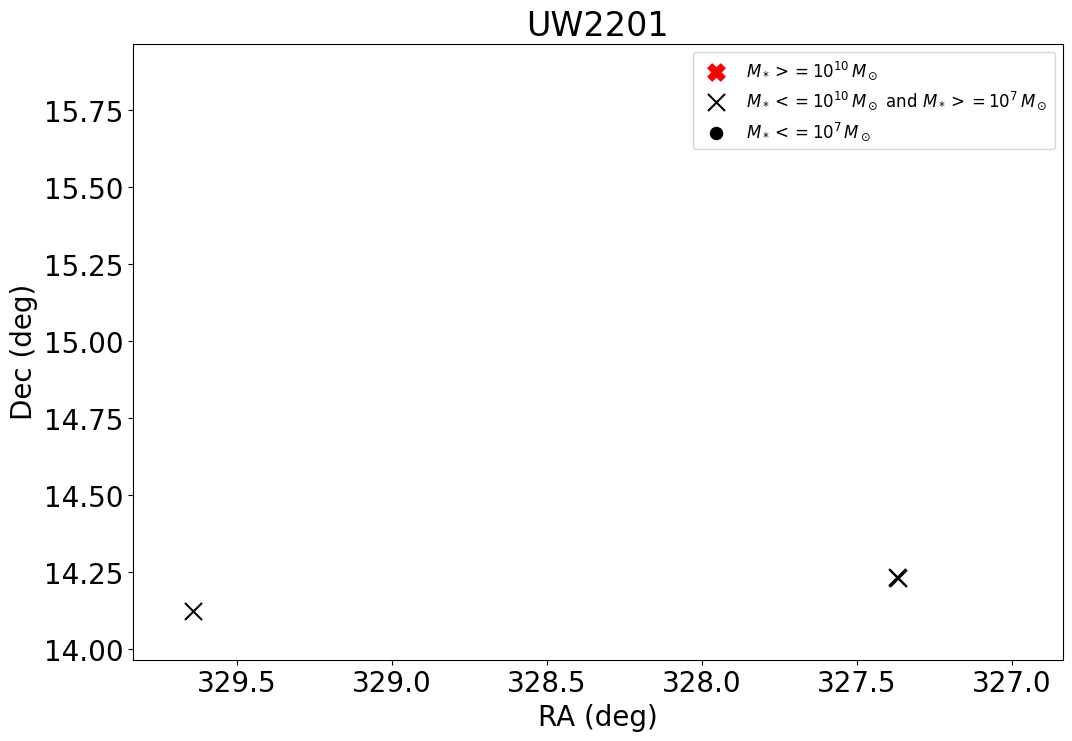 UW2201
M* >= 10^10 M⊙
M* <= 10^10 M⊙ and M* >= 10^7 M⊙
M* <= 10^7 M⊙
Dec (deg)
15.75
15.50
15.25
15.00
14.75
14.50
14.25
14.00
329.5 329.0 328.5 328.0 327.5 327.0
RA (deg)